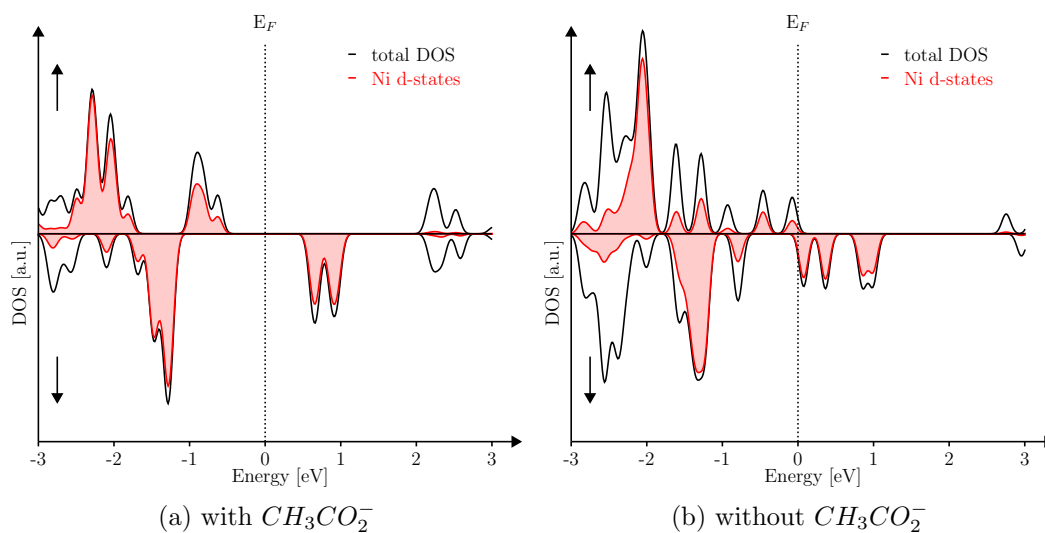 E_F
total DOS
Ni d-states
DOS [a.u.]
-3 -2 -1 0 1 2 3
Energy [eV]
(a) with CH_3CO_2^-
E_F
total DOS
Ni d-states
DOS [a.u.]
-3 -2 -1 0 1 2 3
Energy [eV]
(b) without CH_3CO_2^-